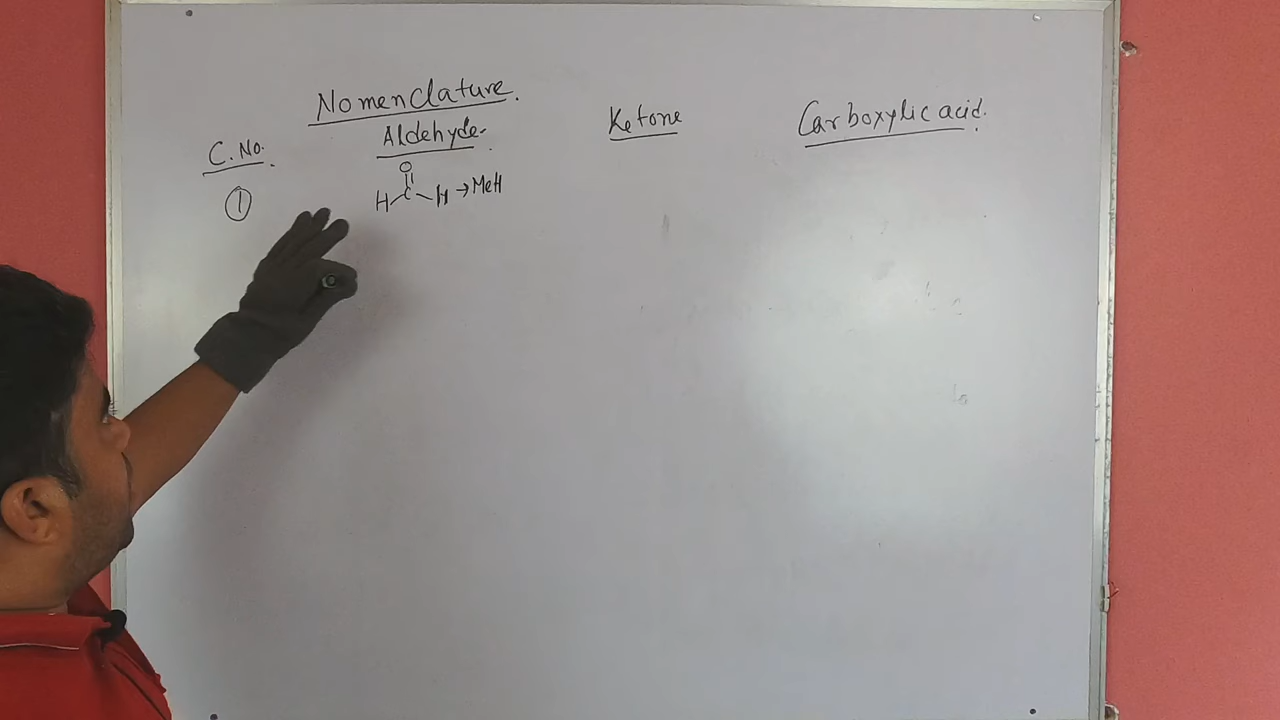 Nomenclature.
C. No. Aldehyde. Ketone Carboxylic acid.
O
||
① H-C-H →MeH